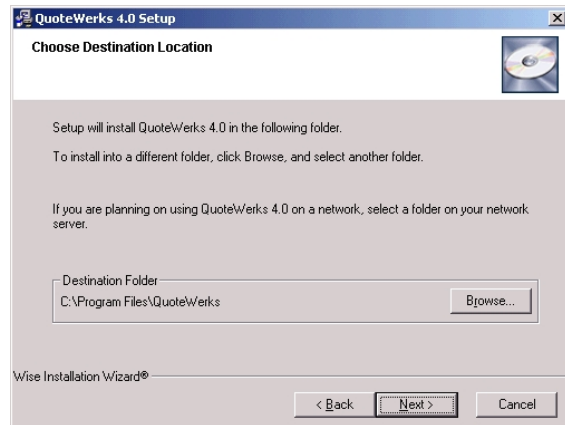 QuoteWerks 4.0 Setup
Choose Destination Location
Setup will install QuoteWerks 4.0 in the following folder.
To install into a different folder, click Browse, and select another folder.
If you are planning on using QuoteWerks 4.0 on a network, select a folder on your network
server.
Destination Folder
C:\Program Files\QuoteWerks
Browse...
Wise Installation Wizard®
< Back
Next >
Cancel